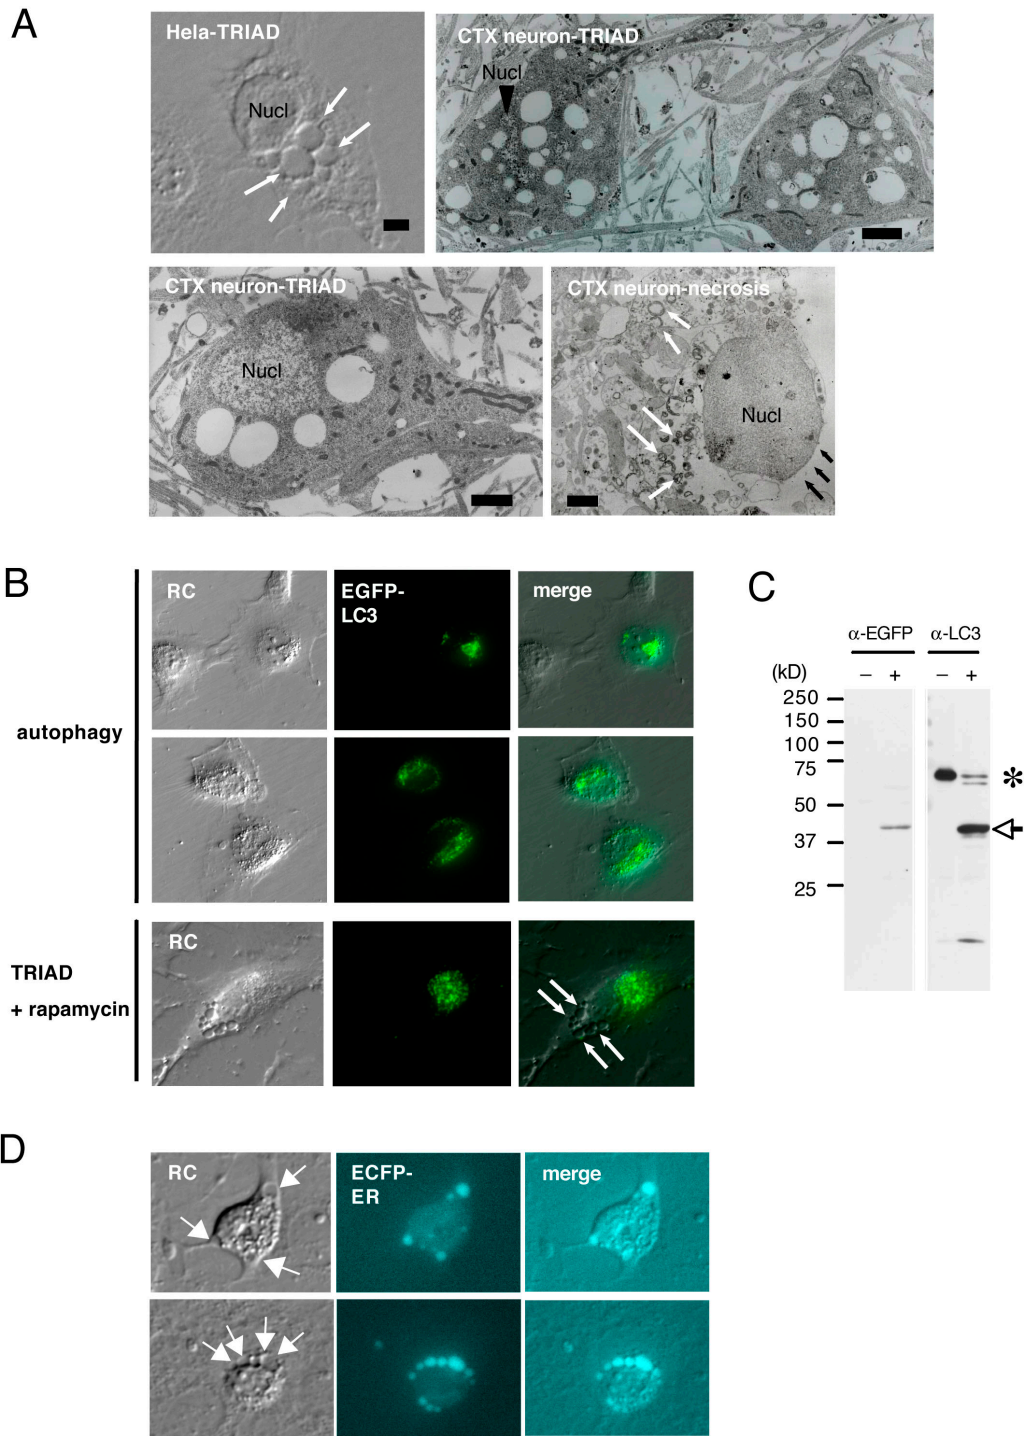 A
Hela-TRIAD
Nucl
CTX neuron-TRIAD
Nucl
CTX neuron-TRIAD
Nucl
CTX neuron-necrosis
Nucl
B
autophagy
RC
EGFP-
LC3
merge
TRIAD
+ rapamycin
RC
C
α-EGFP α-LC3
(kD) – + – +
250
150
100
75
*
50
37
25
D
RC
ECFP-
ER
merge